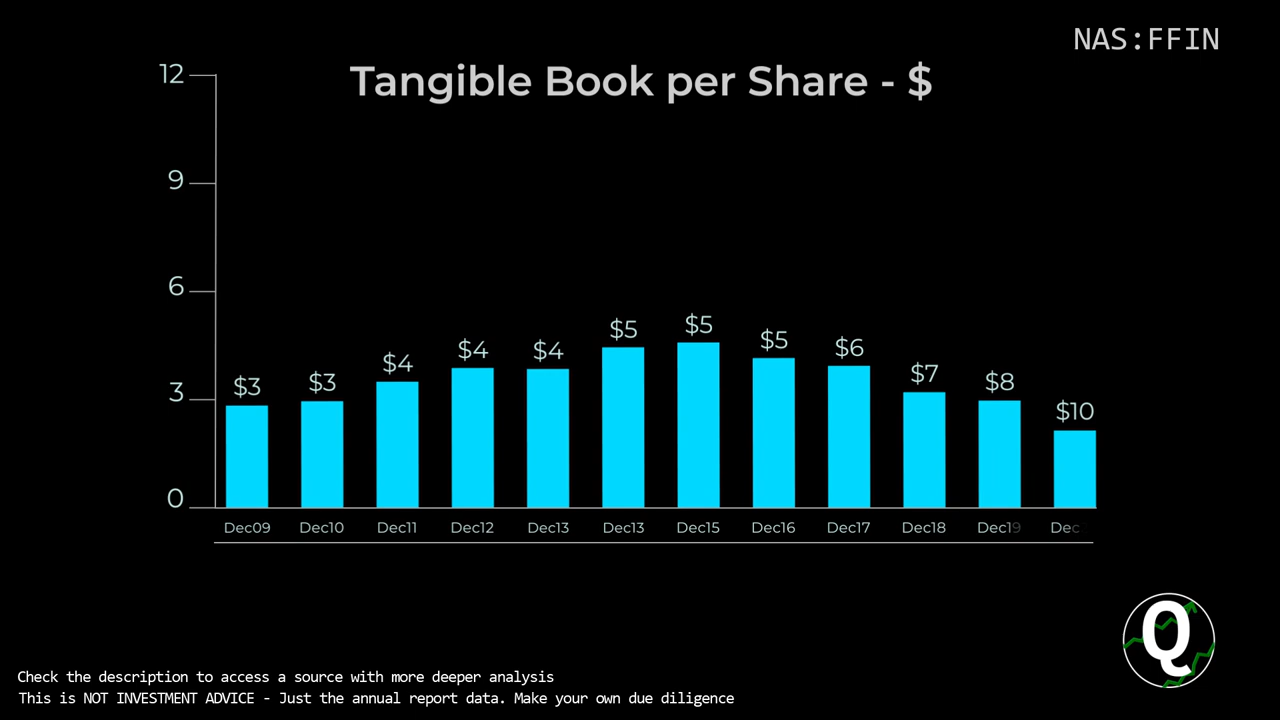 NAS:FFIN
Tangible Book per Share - $
12
9
6
3
0
$3 $3 $4 $4 $4 $5 $5 $5 $6 $7 $8 $10
Dec09 Dec10 Dec11 Dec12 Dec13 Dec13 Dec15 Dec16 Dec17 Dec18 Dec19 Dec
Q
Check the description to access a source with more deeper analysis
This is NOT INVESTMENT ADVICE - Just the annual report data. Make your own due diligence